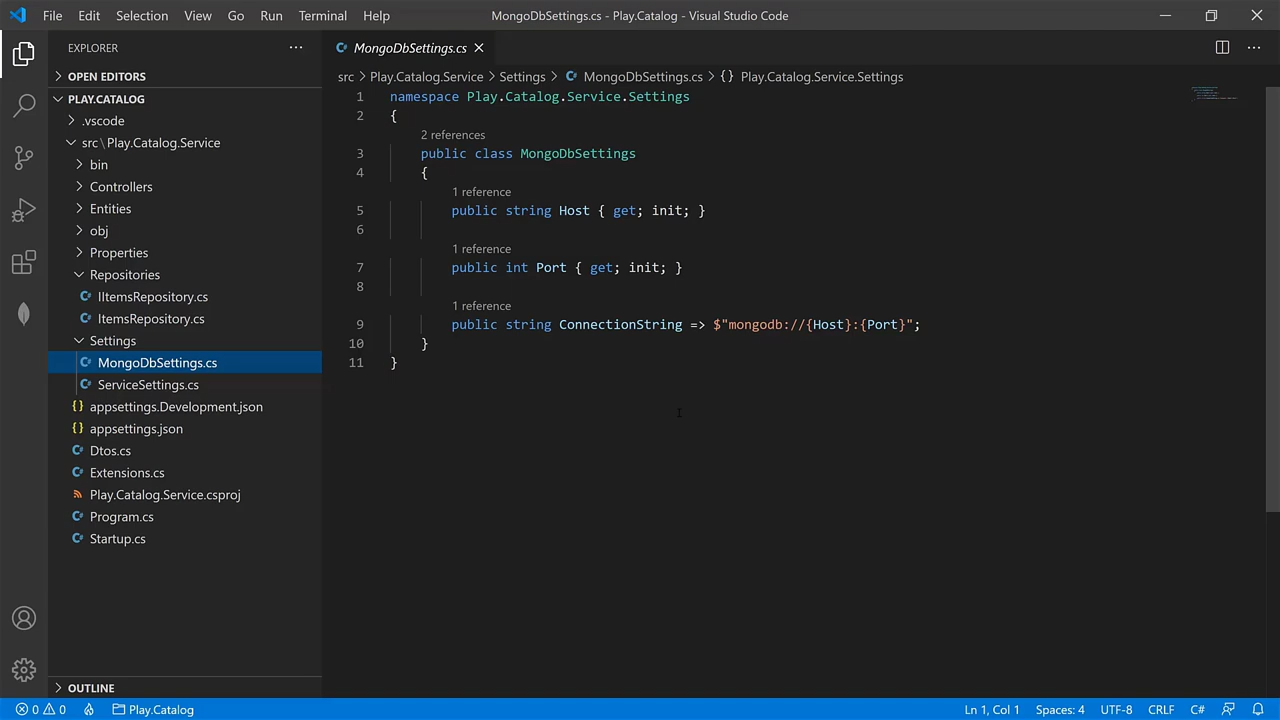 File Edit Selection View Go Run Terminal Help MongoDbSettings.cs - Play.Catalog - Visual Studio Code
EXPLORER
OPEN EDITORS
PLAY.CATALOG
.vscode
src\Play.Catalog.Service
bin
Controllers
Entities
obj
Properties
Repositories
IItemsRepository.cs
ItemsRepository.cs
Settings
MongoDbSettings.cs
ServiceSettings.cs
appsettings.Development.json
appsettings.json
Dtos.cs
Extensions.cs
Play.Catalog.Service.csproj
Program.cs
Startup.cs
OUTLINE
MongoDbSettings.cs
src > Play.Catalog.Service > Settings > MongoDbSettings.cs > {} Play.Catalog.Service.Settings
1 namespace Play.Catalog.Service.Settings
2 {
2 references
3 public class MongoDbSettings
4 {
1 reference
5 public string Host { get; init; }
6
1 reference
7 public int Port { get; init; }
8
1 reference
9 public string ConnectionString => $"mongodb://{Host}:{Port}";
10 }
11 }
0 0 Play.Catalog Ln 1, Col 1 Spaces: 4 UTF-8 CRLF C#